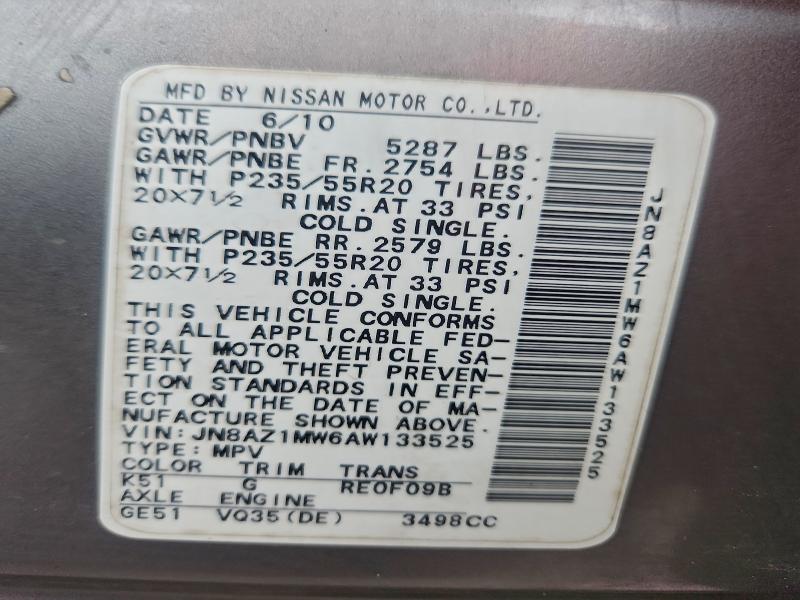 MFD BY NISSAN MOTOR CO.,LTD.
DATE 6/10
GVWR/PNBV 5287 LBS.
GAWR/PNBE FR. 2754 LBS.
WITH P235/55R20 TIRES,
20X7 1/2 RIMS.AT 33 PSI
COLD SINGLE.
GAWR/PNBE RR. 2579 LBS.
WITH P235/55R20 TIRES,
20X7 1/2 RIMS.AT 33 PSI
COLD SINGLE.
THIS VEHICLE CONFORMS
TO ALL APPLICABLE FED-
ERAL MOTOR VEHICLE SA-
FETY AND THEFT PREVEN-
TION STANDARDS IN EFF-
ECT ON THE DATE OF MA-
NUFACTURE SHOWN ABOVE.
VIN:JN8AZ1MW6AW133525
TYPE:MPV
COLOR TRIM TRANS
K51 G RE0F09B
AXLE ENGINE
GE51 VQ35(DE) 3498CC
JN8AZ1MW6AW133525